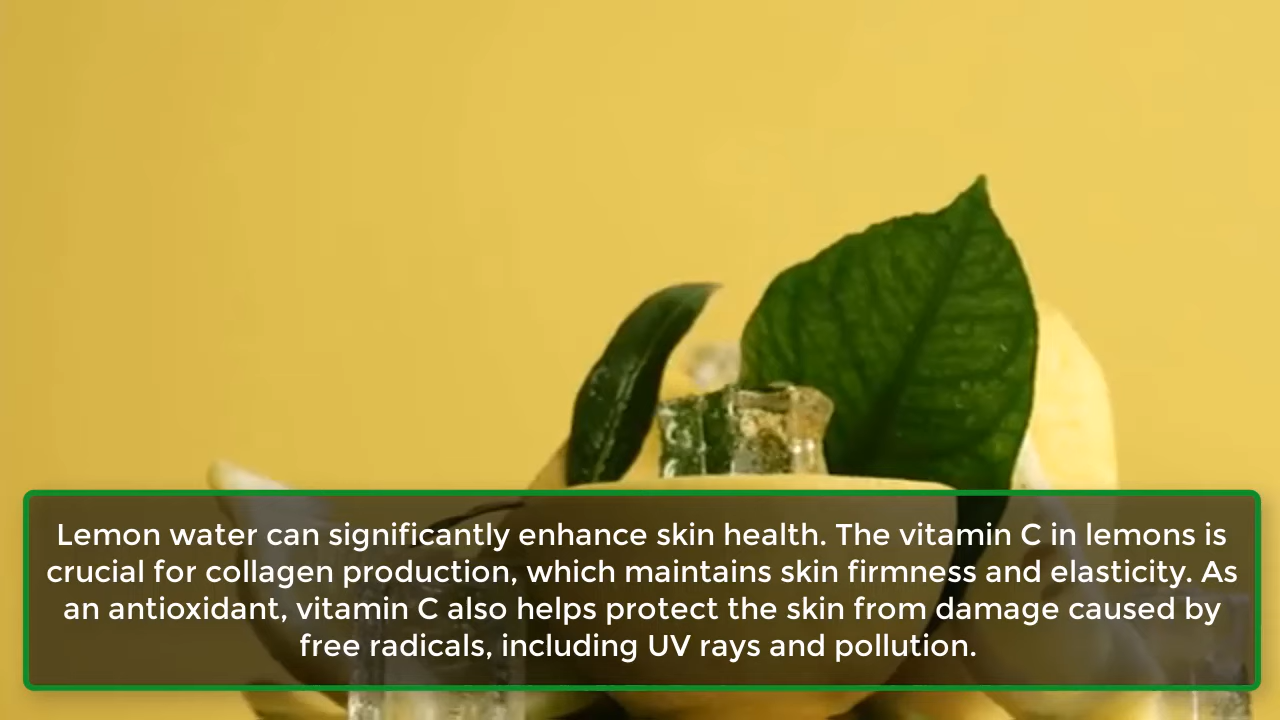 Lemon water can significantly enhance skin health. The vitamin C in lemons is
crucial for collagen production, which maintains skin firmness and elasticity. As
an antioxidant, vitamin C also helps protect the skin from damage caused by
free radicals, including UV rays and pollution.